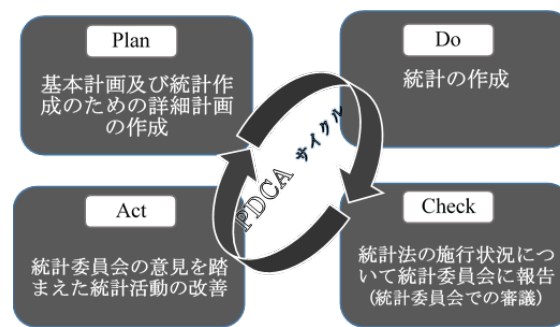 Plan
基本計画及び統計作
成のための詳細計画
の作成
Do
統計の作成
PDCA サイクル
Act
統計委員会の意見を踏
まえた統計活動の改善
Check
統計法の施行状況につ
いて統計委員会に報告
(統計委員会での審議)